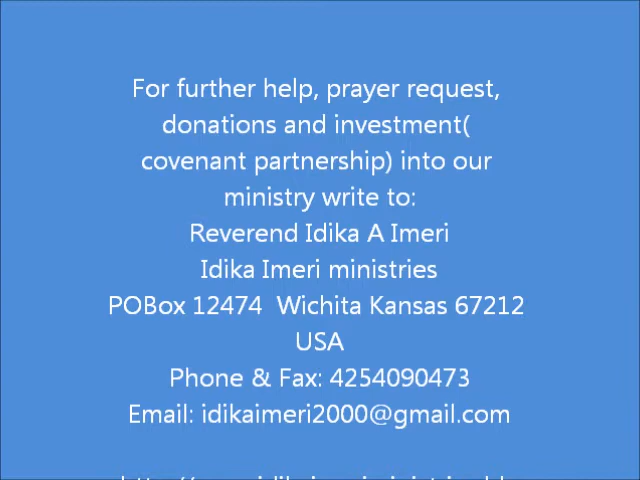 For further help, prayer request,
donations and investment(
covenant partnership) into our
ministry write to:
Reverend Idika A Imeri
Idika Imeri ministries
POBox 12474  Wichita Kansas 67212
USA
Phone & Fax: 4254090473
Email: idikaimeri2000@gmail.com